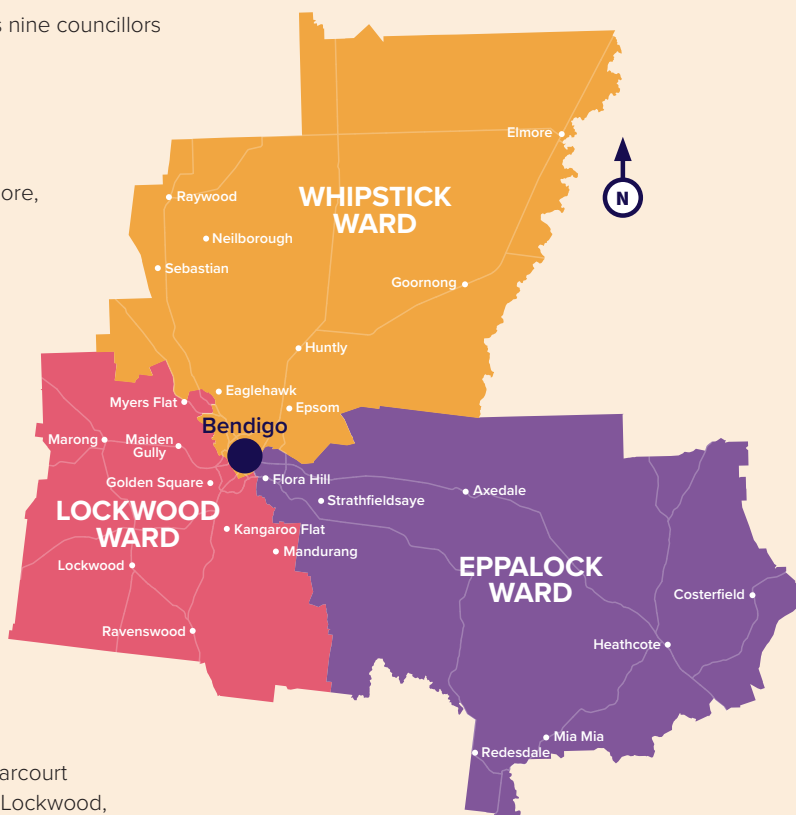 nine councillors
Elmore
N
ore,
Raywood
WHIPSTICK
WARD
Neilborough
Sebastian
Goornong
Huntly
Eaglehawk
Myers Flat
Epsom
Bendigo
Marong
Maiden
Gully
Golden Square
Flora Hill
Axedale
Strathfieldsaye
LOCKWOOD
WARD
Kangaroo Flat
Mandurang
Lockwood
EPPALOCK
WARD
Costerfield
Ravenswood
Heathcote
Mia Mia
Redesdale
arcourt
Lockwood,